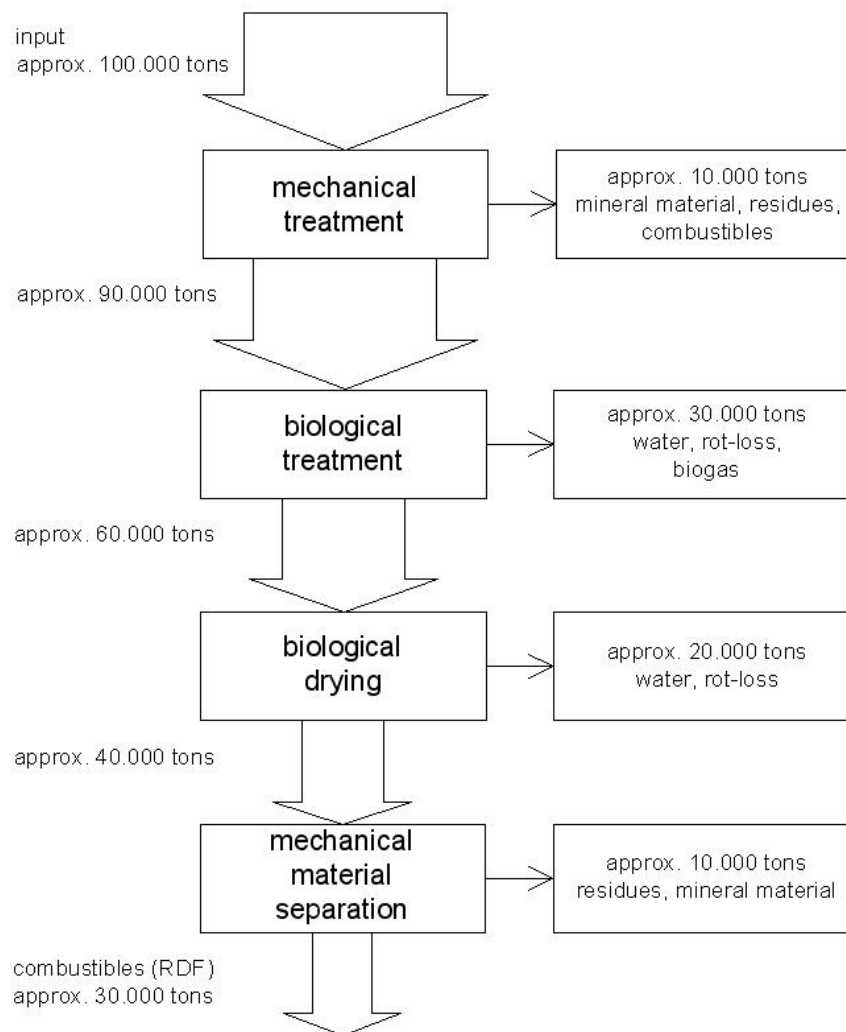 input
approx. 100.000 tons
mechanical
treatment
approx. 10.000 tons
mineral material, residues,
combustibles
approx. 90.000 tons
biological
treatment
approx. 30.000 tons
water, rot-loss,
biogas
approx. 60.000 tons
biological
drying
approx. 20.000 tons
water, rot-loss
approx. 40.000 tons
mechanical
material
separation
approx. 10.000 tons
residues, mineral material
combustibles (RDF)
approx. 30.000 tons